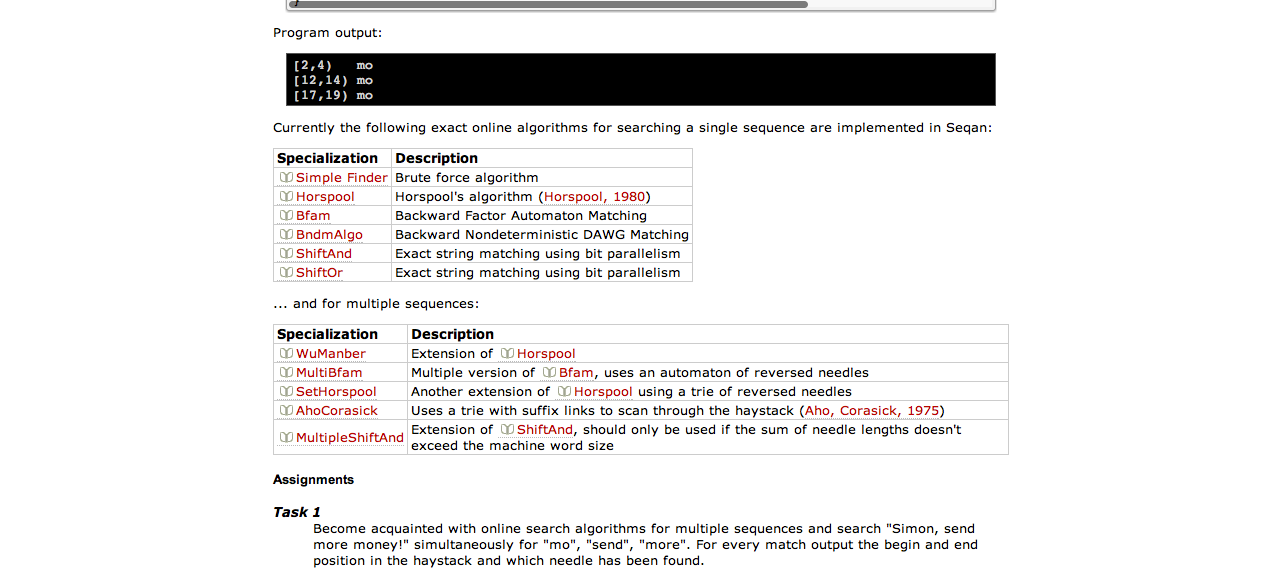 Program output:
[2,4)   mo
[12,14) mo
[17,19) mo
Currently the following exact online algorithms for searching a single sequence are implemented in Seqan:
Specialization Description
Simple Finder Brute force algorithm
Horspool Horspool's algorithm (Horspool, 1980)
Bfam Backward Factor Automaton Matching
BndmAlgo Backward Nondeterministic DAWG Matching
ShiftAnd Exact string matching using bit parallelism
ShiftOr Exact string matching using bit parallelism
... and for multiple sequences:
Specialization Description
WuManber Extension of Horspool
MultiBfam Multiple version of Bfam, uses an automaton of reversed needles
SetHorspool Another extension of Horspool using a trie of reversed needles
AhoCorasick Uses a trie with suffix links to scan through the haystack (Aho, Corasick, 1975)
MultipleShiftAnd Extension of ShiftAnd, should only be used if the sum of needle lengths doesn't
exceed the machine word size
Assignments
Task 1
Become acquainted with online search algorithms for multiple sequences and search "Simon, send
more money!" simultaneously for "mo", "send", "more". For every match output the begin and end
position in the haystack and which needle has been found.